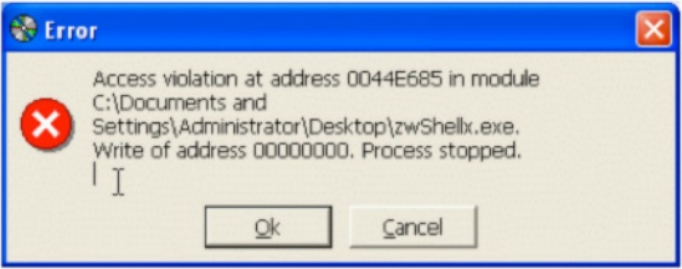 Error
Access violation at address 0044E685 in module
C:\Documents and
Settings\Administrator\Desktop\zwShellx.exe.
Write of address 00000000. Process stopped.
Ok
Cancel